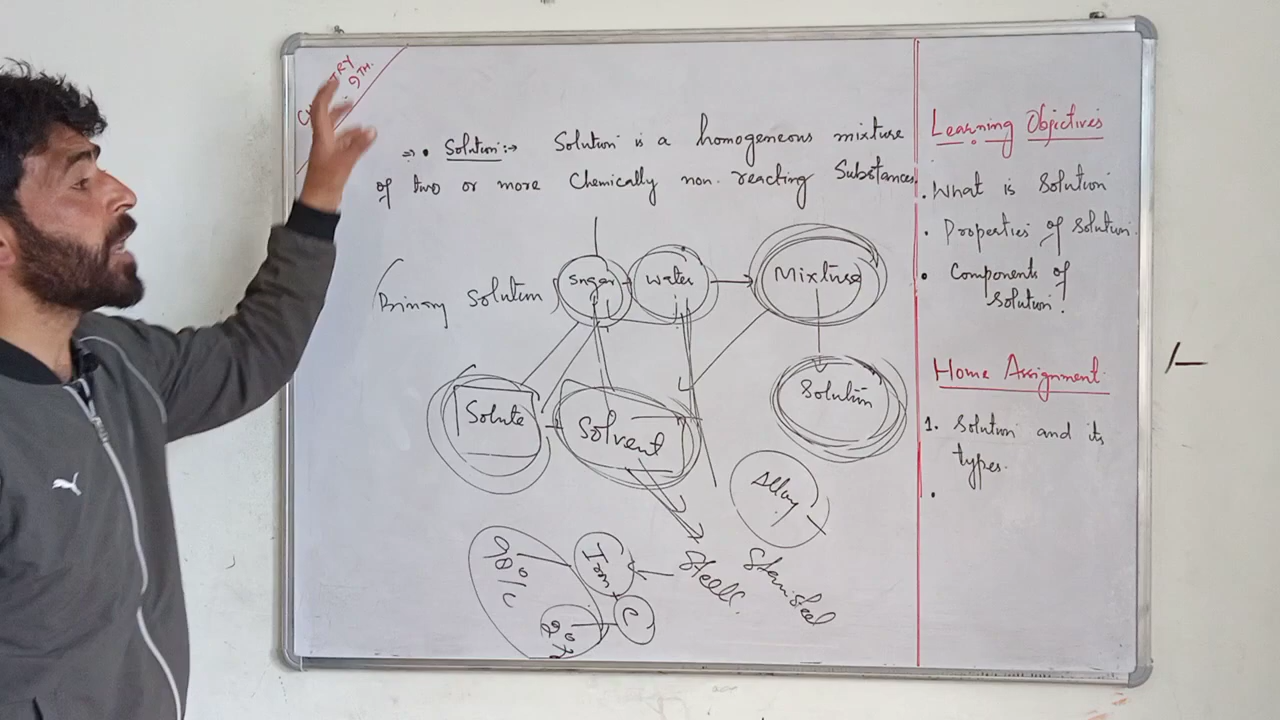 9TH.
⇒ • Solution:→ Solution is a homogeneous mixture
of two or more Chemically non-reacting Substances.
(Binary Solution)
Sugar + Water → Mixture
Solute + Solvent
Solution
Alloy
Iron + C
98%
2%
Steel.
Learning Objectives
• What is Solution
• Properties of Solution.
• Components of
Solution.
Home Assignment.
1. Solution and its
types.
•